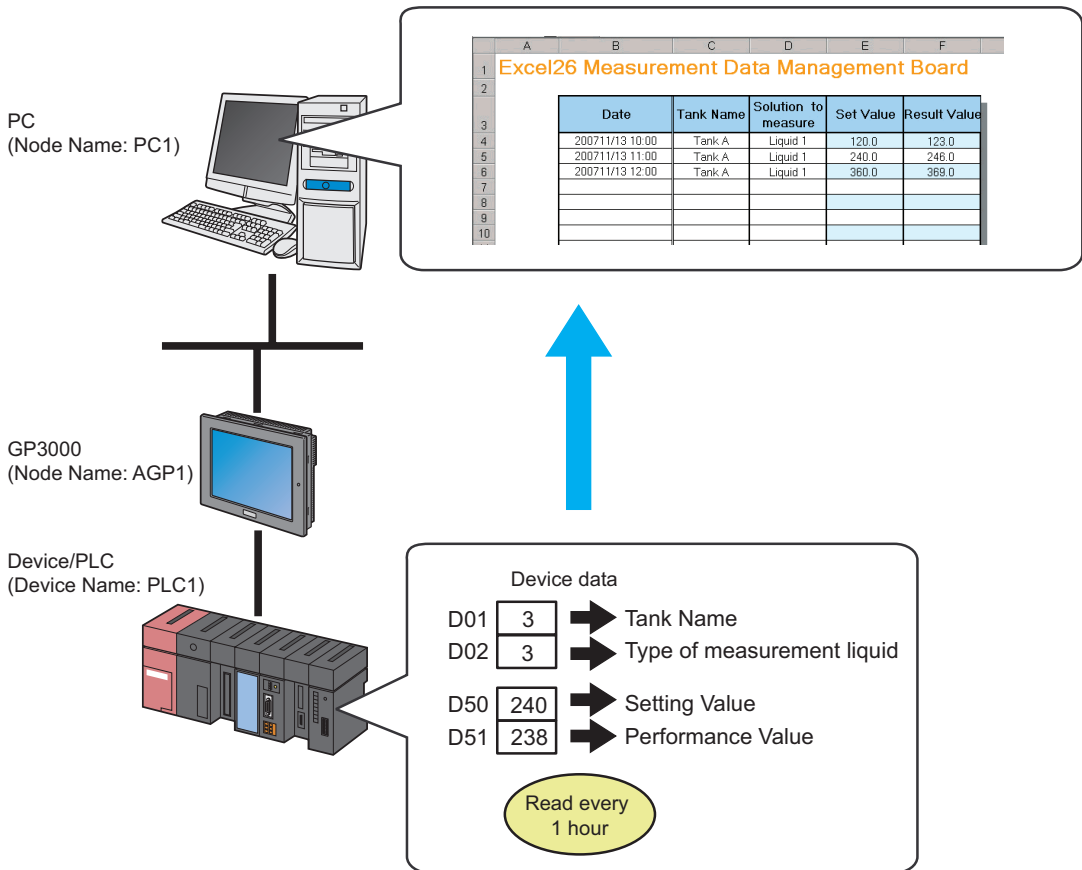 A B C D E F
1 Excel26 Measurement Data Management Board
2
3 Date Tank Name Solution to measure Set Value Result Value
4 200711/13 10:00 Tank A Liquid 1 120.0 123.0
5 200711/13 11:00 Tank A Liquid 1 240.0 246.0
6 200711/13 12:00 Tank A Liquid 1 360.0 369.0
7
8
9
10
PC
(Node Name: PC1)
GP3000
(Node Name: AGP1)
Device/PLC
(Device Name: PLC1)
Device data
D01 3 Tank Name
D02 3 Type of measurement liquid
D50 240 Setting Value
D51 238 Performance Value
Read every
1 hour